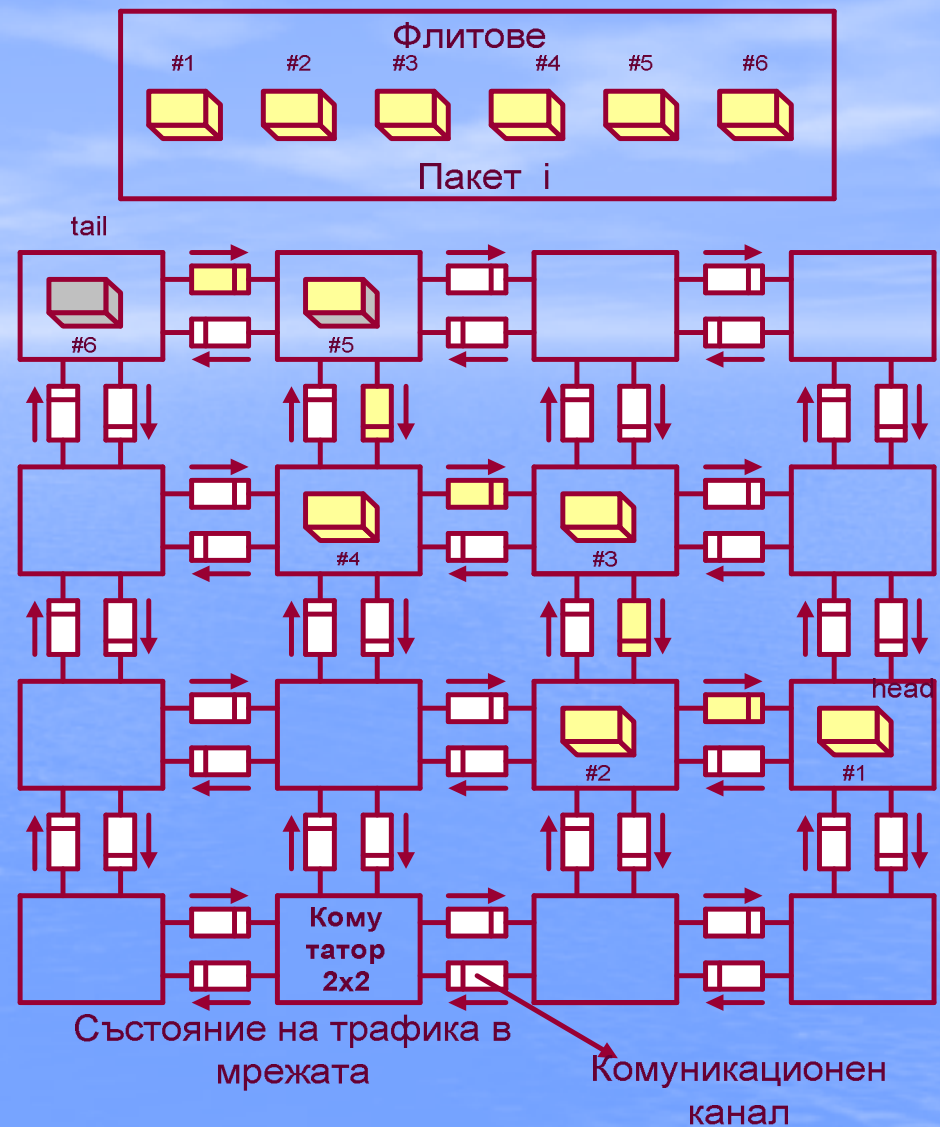 Флитове
#1 #2 #3 #4 #5 #6
Пакет i
tail
#6 #5
#4 #3
head
#2 #1
Кому
татор
2x2
Състояние на трафика в
мрежата
Комуникационен
канал